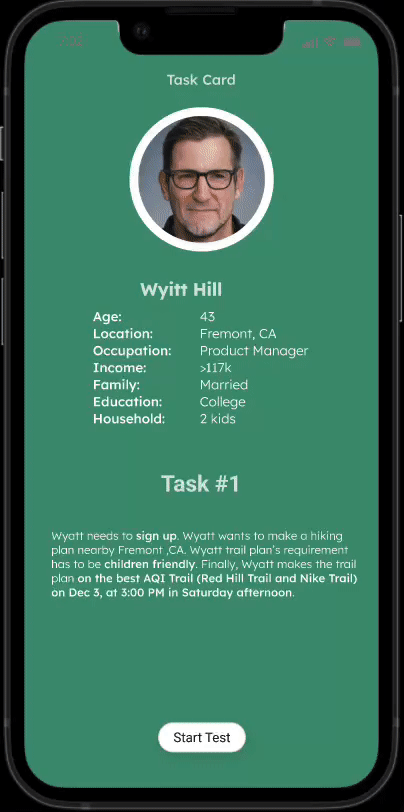 Task Card
Wyitt Hill
Age: 43
Location: Fremont, CA
Occupation: Product Manager
Income: >117k
Family: Married
Education: College
Household: 2 kids
Task #1
Wyatt needs to sign up. Wyatt wants to make a hiking
plan nearby Fremont ,CA. Wyatt trail plan's requirement
has to be children friendly. Finally, Wyatt makes the trail
plan on the best AQI Trail (Red Hill Trail and Nike Trail)
on Dec 3, at 3:00 PM in Saturday afternoon.
Start Test